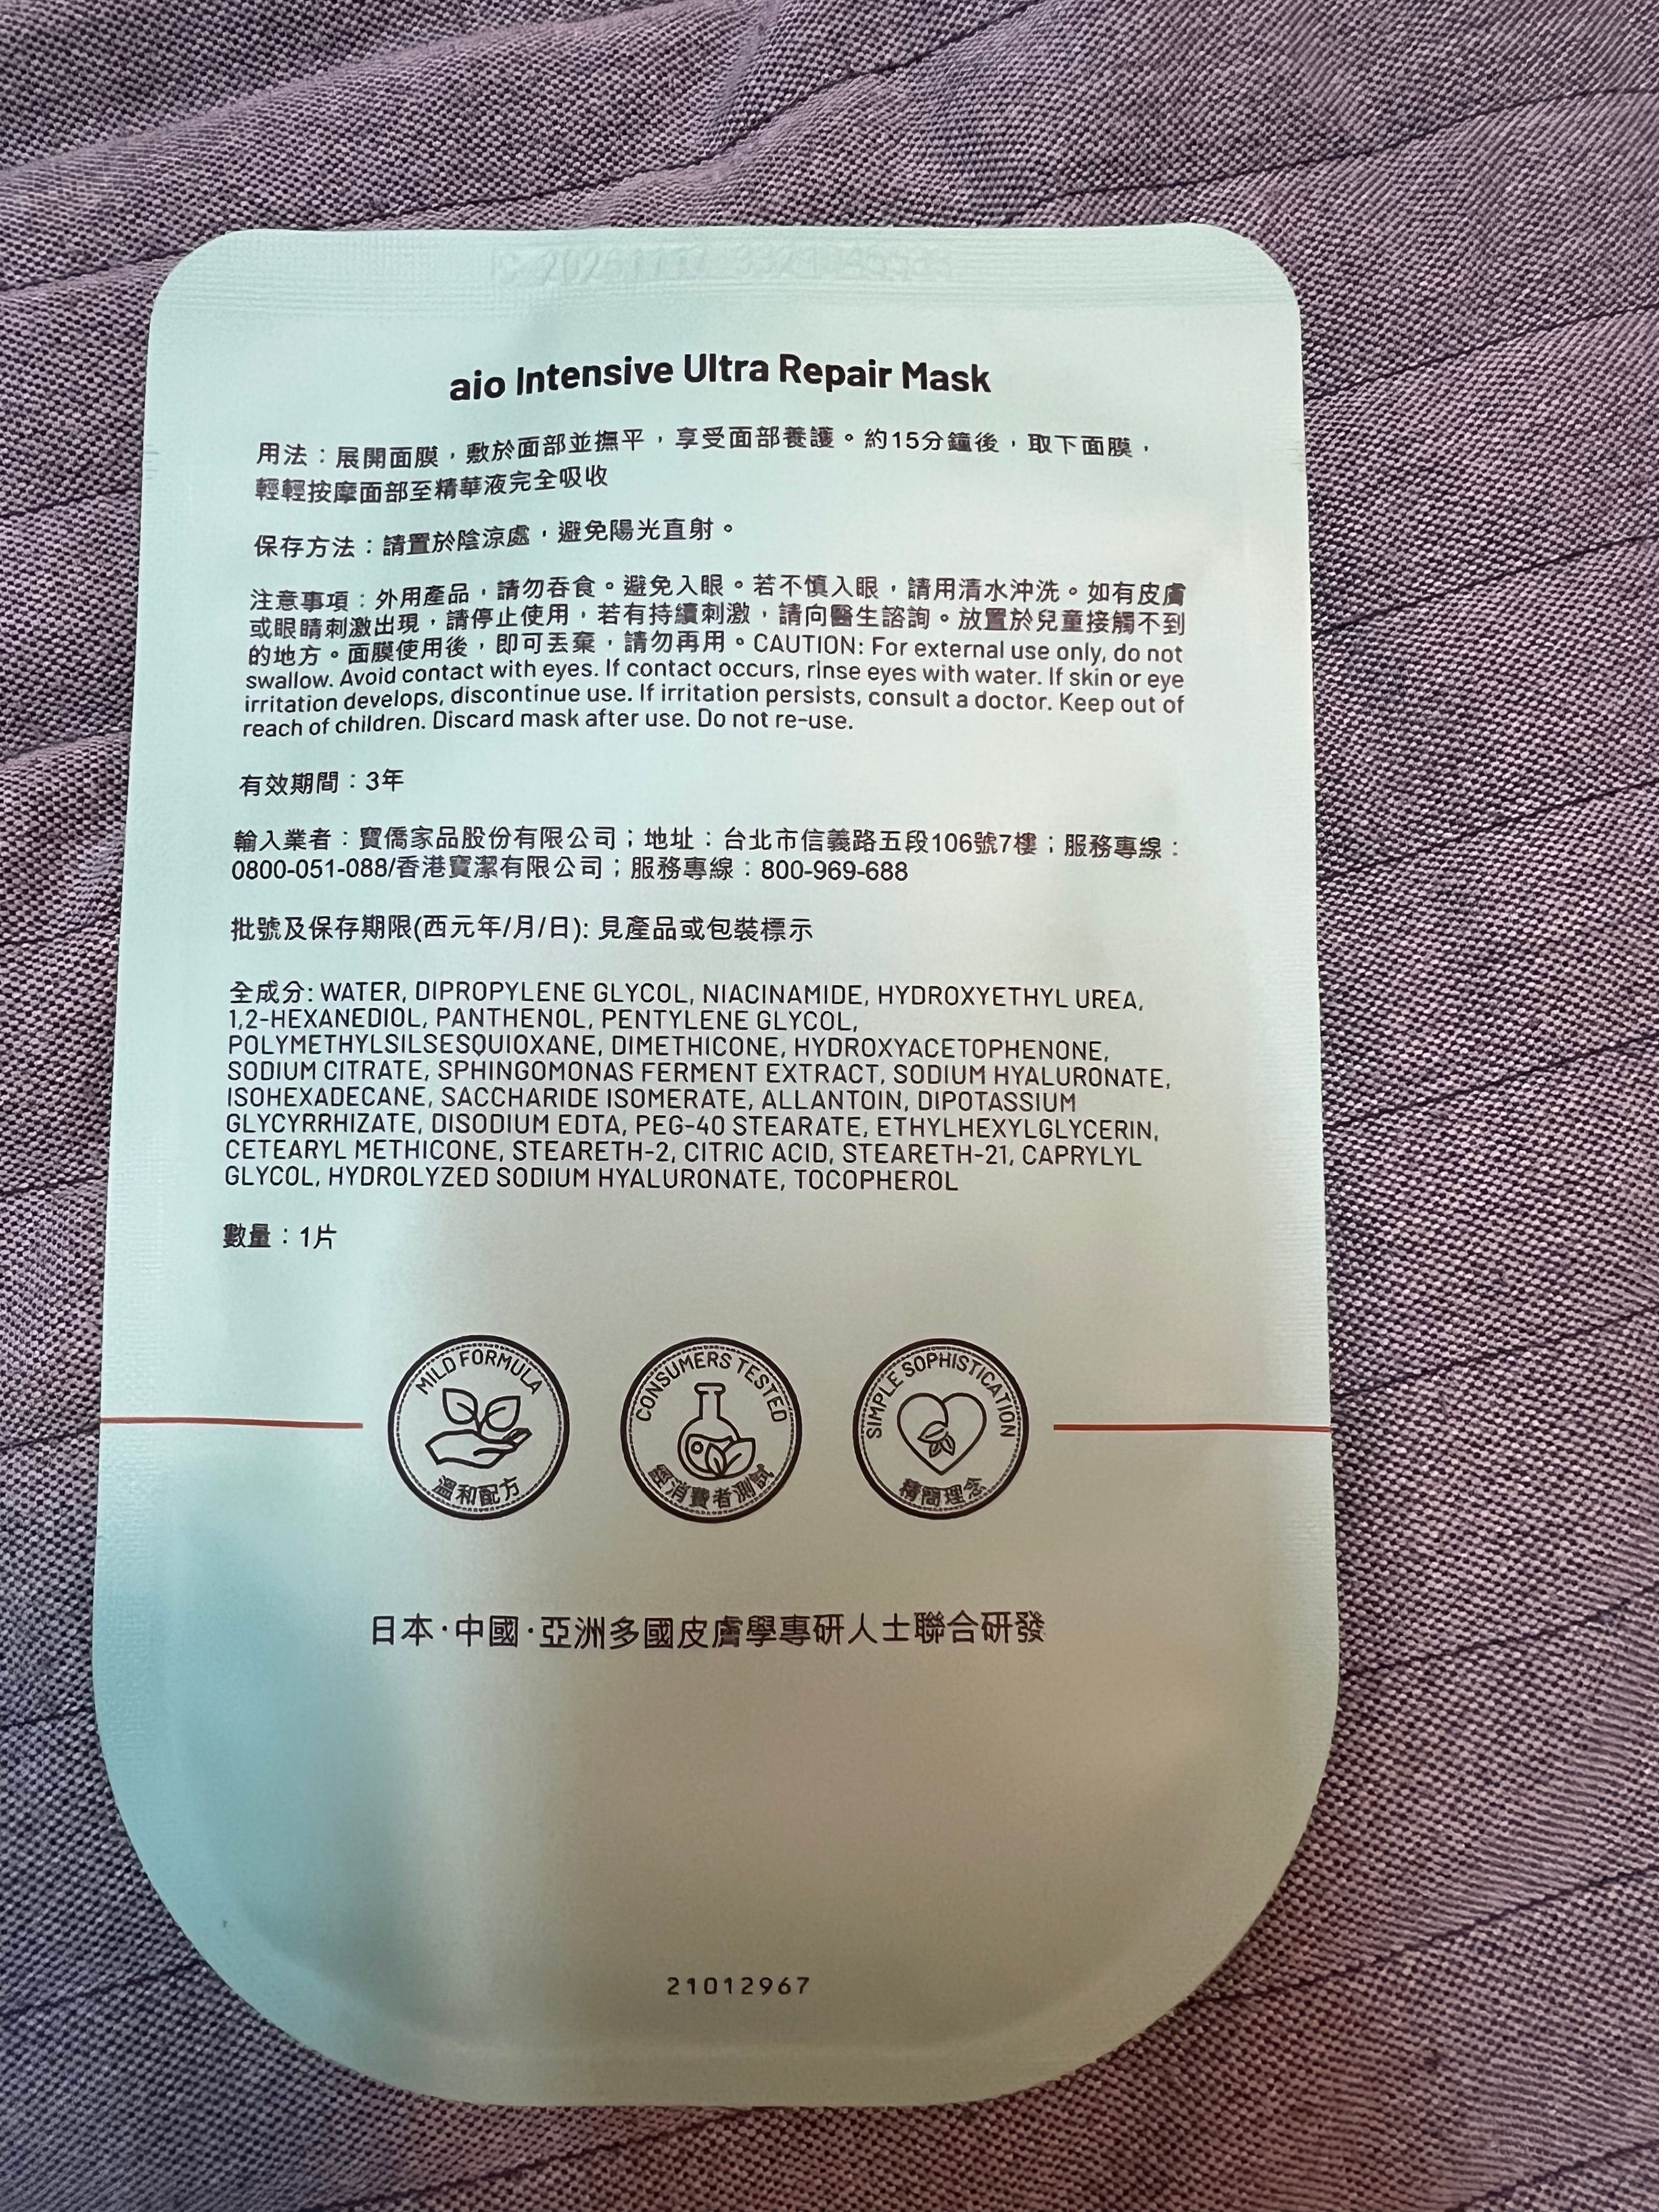 aio Intensive Ultra Repair Mask
用法：展開面膜，敷於面部並撫平，享受面部養護。約15分鐘後，取下面膜，
輕輕按摩面部至精華液完全吸收
保存方法：請置於陰涼處，避免陽光直射。
注意事項：外用產品，請勿吞食。避免入眼。若不慎入眼，請用清水沖洗。如有皮膚
或眼睛刺激出現，請停止使用，若有持續刺激，請向醫生諮詢。放置於兒童接觸不到
的地方。面膜使用後，即可丟棄，請勿再用。CAUTION: For external use only, do not
swallow. Avoid contact with eyes. If contact occurs, rinse eyes with water. If skin or eye
irritation develops, discontinue use. If irritation persists, consult a doctor. Keep out of
reach of children. Discard mask after use. Do not re-use.
有效期間：3年
輸入業者：寶僑家品股份有限公司；地址：台北市信義路五段106號7樓；服務專線：
0800-051-088/香港寶潔有限公司；服務專線：800-969-688
批號及保存期限(西元年/月/日): 見產品或包裝標示
全成分: WATER, DIPROPYLENE GLYCOL, NIACINAMIDE, HYDROXYETHYL UREA,
1,2-HEXANEDIOL, PANTHENOL, PENTYLENE GLYCOL,
POLYMETHYLSILSESQUIOXANE, DIMETHICONE, HYDROXYACETOPHENONE,
SODIUM CITRATE, SPHINGOMONAS FERMENT EXTRACT, SODIUM HYALURONATE,
ISOHEXADECANE, SACCHARIDE ISOMERATE, ALLANTOIN, DIPOTASSIUM
GLYCYRRHIZATE, DISODIUM EDTA, PEG-40 STEARATE, ETHYLHEXYLGLYCERIN,
CETEARYL METHICONE, STEARETH-2, CITRIC ACID, STEARETH-21, CAPRYLYL
GLYCOL, HYDROLYZED SODIUM HYALURONATE, TOCOPHEROL
數量：1片
MILD FORMULA
溫和配方
CONSUMERS TESTED
經消費者測試
SIMPLE SOPHISTICATION
精簡理念
日本·中國·亞洲多國皮膚學專研人士聯合研發
21012967